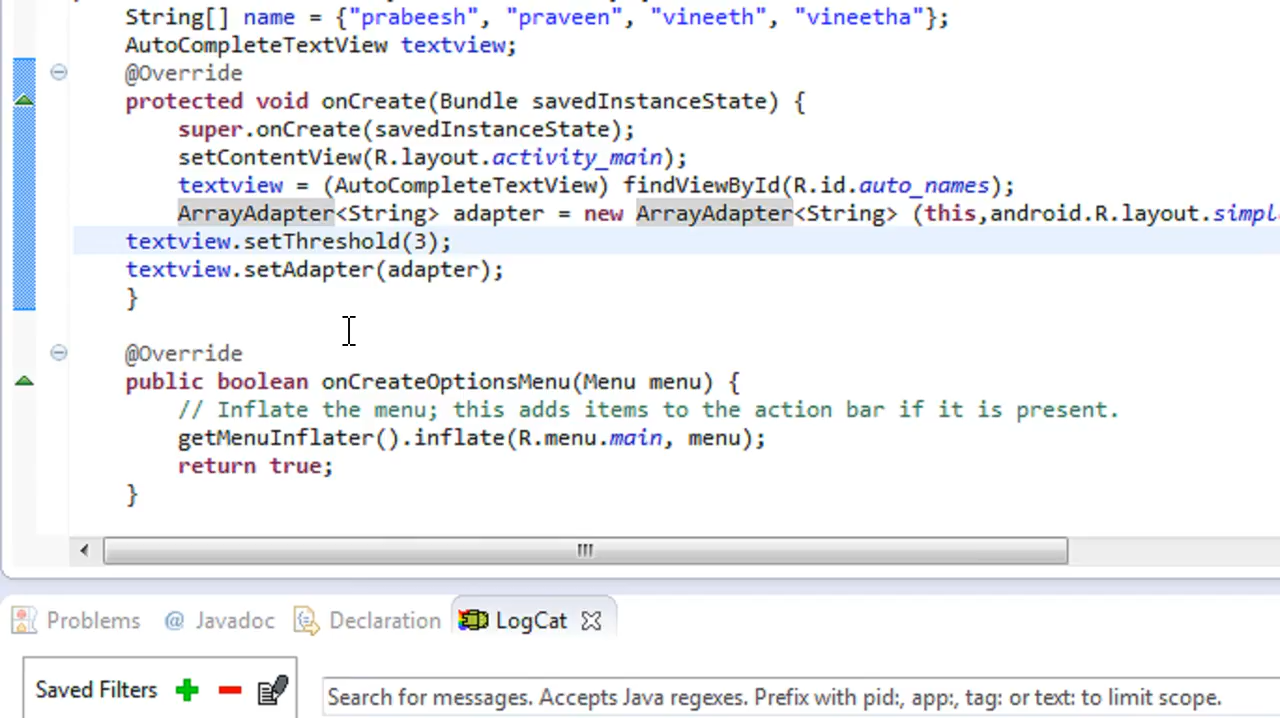 String[] name = {"prabeesh", "praveen", "vineeth", "vineetha"};
AutoCompleteTextView textview;
@Override
protected void onCreate(Bundle savedInstanceState) {
super.onCreate(savedInstanceState);
setContentView(R.layout.activity_main);
textview = (AutoCompleteTextView) findViewById(R.id.auto_names);
ArrayAdapter<String> adapter = new ArrayAdapter<String> (this,android.R.layout.simpl
textview.setThreshold(3);
textview.setAdapter(adapter);
}
@Override
public boolean onCreateOptionsMenu(Menu menu) {
// Inflate the menu; this adds items to the action bar if it is present.
getMenuInflater().inflate(R.menu.main, menu);
return true;
}
Problems @ Javadoc Declaration LogCat
Saved Filters
Search for messages. Accepts Java regexes. Prefix with pid:, app:, tag: or text: to limit scope.